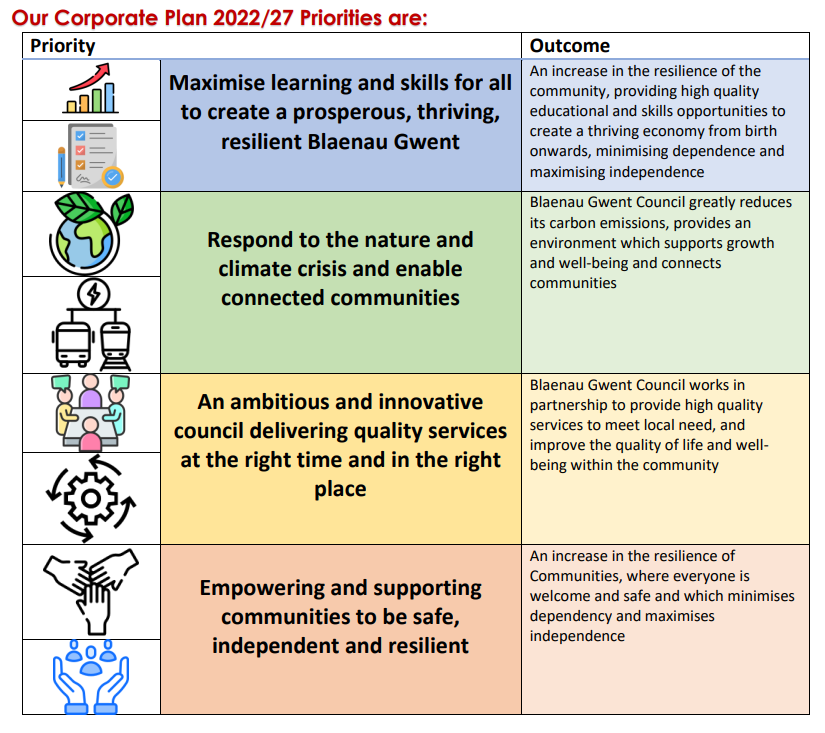 Our Corporate Plan 2022/27 Priorities are:
Priority
Outcome
Maximise learning and skills for all
to create a prosperous, thriving,
resilient Blaenau Gwent
An increase in the resilience of the
community, providing high quality
educational and skills opportunities to
create a thriving economy from birth
onwards, minimising dependence and
maximising independence
Respond to the nature and
climate crisis and enable
connected communities
Blaenau Gwent Council greatly reduces
its carbon emissions, provides an
environment which supports growth
and well-being and connects
communities
An ambitious and innovative
council delivering quality services
at the right time and in the right
place
Blaenau Gwent Council works in
partnership to provide high quality
services to meet local need, and
improve the quality of life and well-
being within the community
Empowering and supporting
communities to be safe,
independent and resilient
An increase in the resilience of
Communities, where everyone is
welcome and safe and which minimises
dependency and maximises
independence